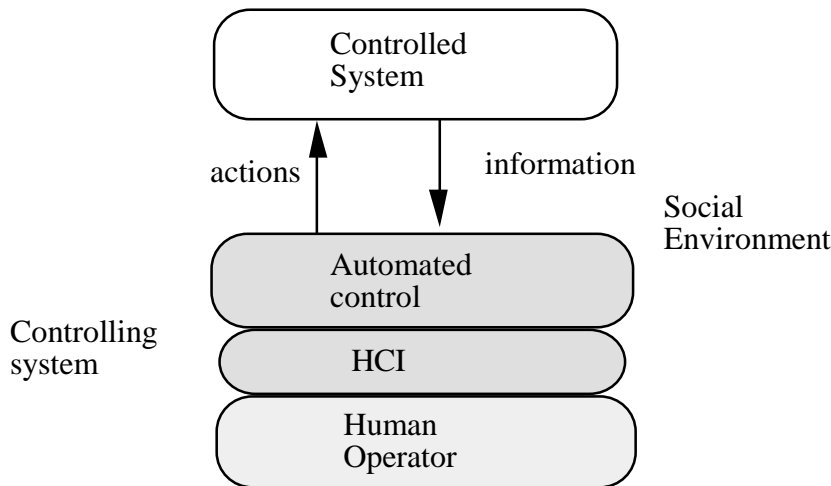 Controlled
System
actions
information
Social
Environment
Automated
control
Controlling
system
HCI
Human
Operator